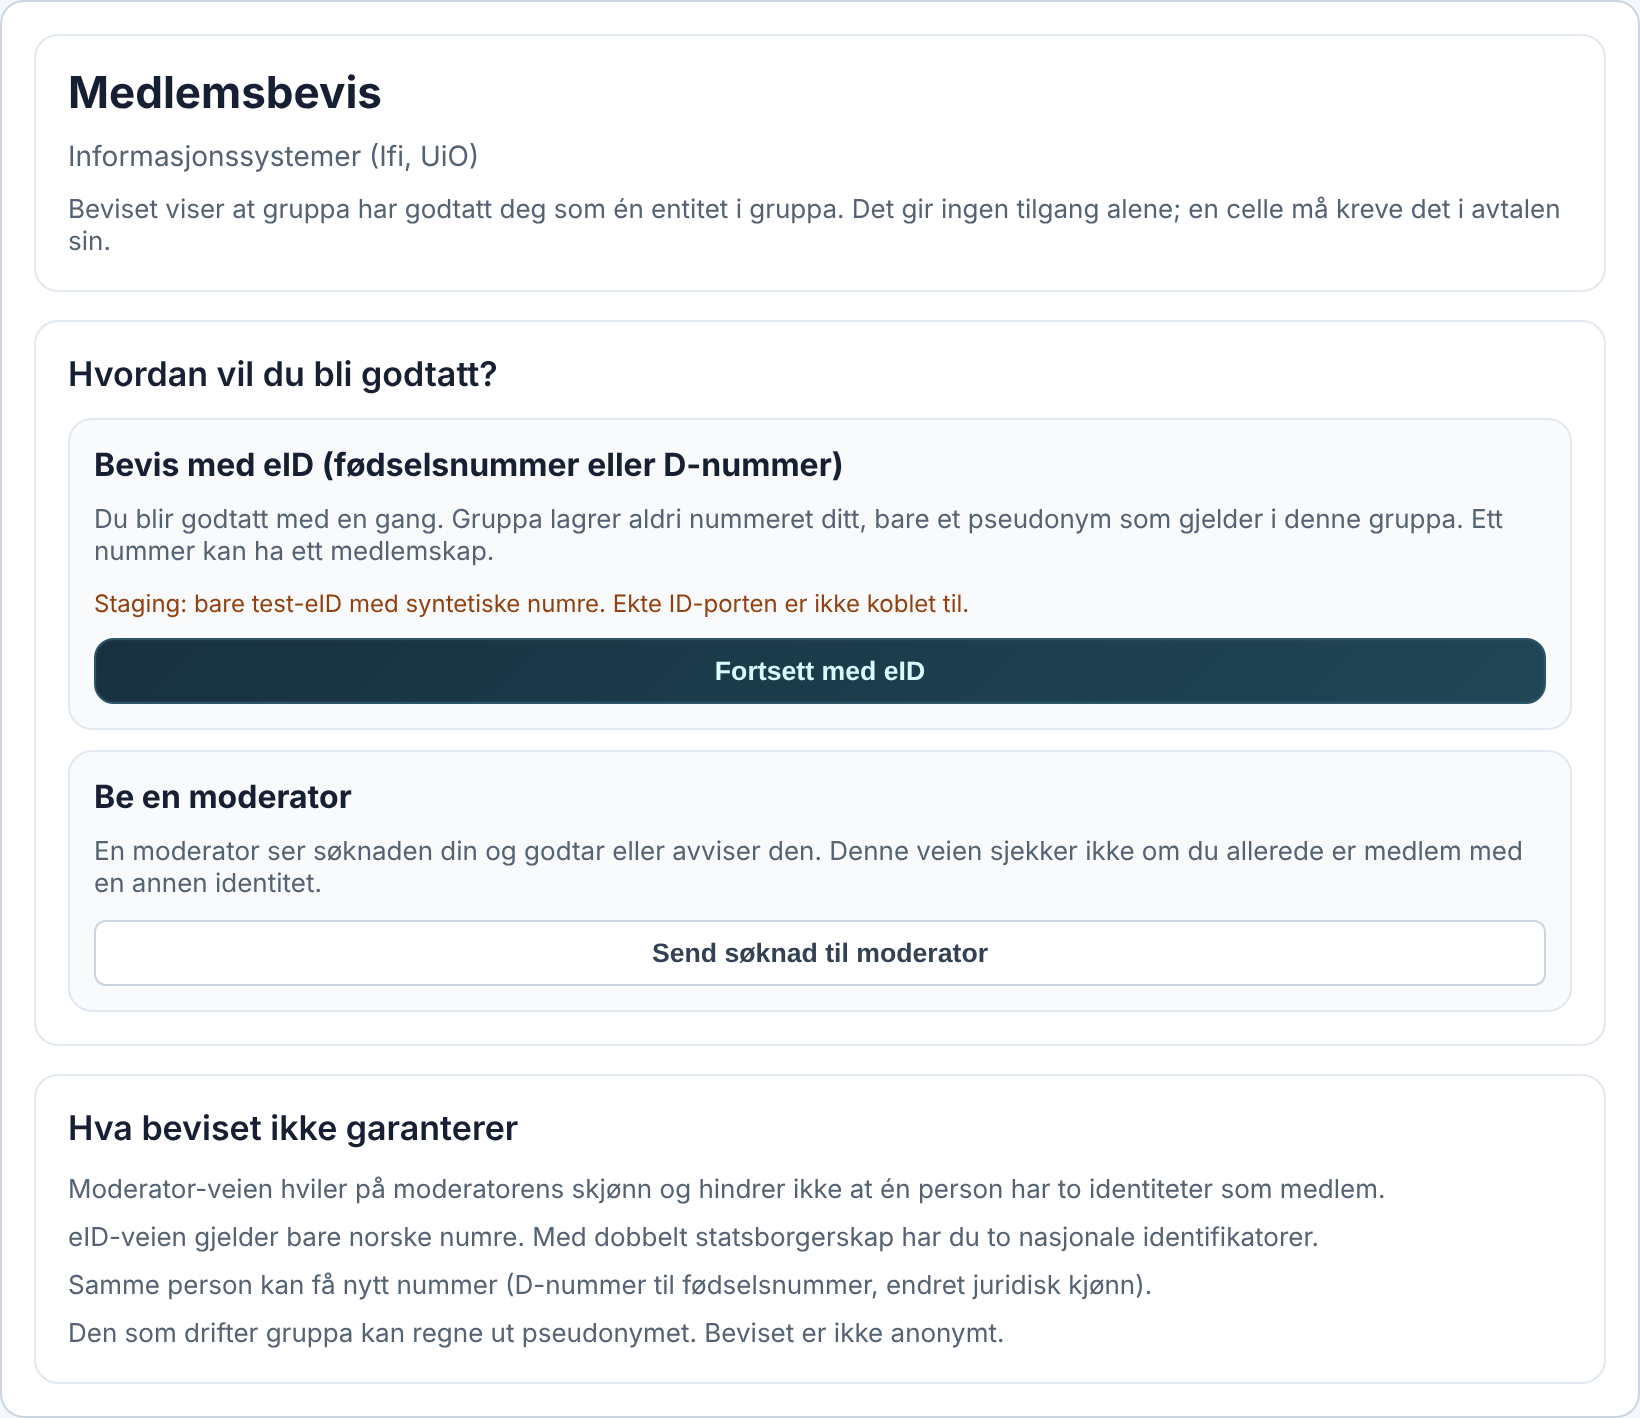 Medlemsbevis
Informasjonssystemer (Ifi, UiO)
Beviset viser at gruppa har godtatt deg som én entitet i gruppa. Det gir ingen tilgang alene; en celle må kreve det i avtalen
sin.
Hvordan vil du bli godtatt?
Bevis med eID (fødselsnummer eller D-nummer)
Du blir godtatt med en gang. Gruppa lagrer aldri nummeret ditt, bare et pseudonym som gjelder i denne gruppa. Ett
nummer kan ha ett medlemskap.
Staging: bare test-eID med syntetiske numre. Ekte ID-porten er ikke koblet til.
Fortsett med eID
Be en moderator
En moderator ser søknaden din og godtar eller avviser den. Denne veien sjekker ikke om du allerede er medlem med
en annen identitet.
Send søknad til moderator
Hva beviset ikke garanterer
Moderator-veien hviler på moderatorens skjønn og hindrer ikke at én person har to identiteter som medlem.
eID-veien gjelder bare norske numre. Med dobbelt statsborgerskap har du to nasjonale identifikatorer.
Samme person kan få nytt nummer (D-nummer til fødselsnummer, endret juridisk kjønn).
Den som drifter gruppa kan regne ut pseudonymet. Beviset er ikke anonymt.